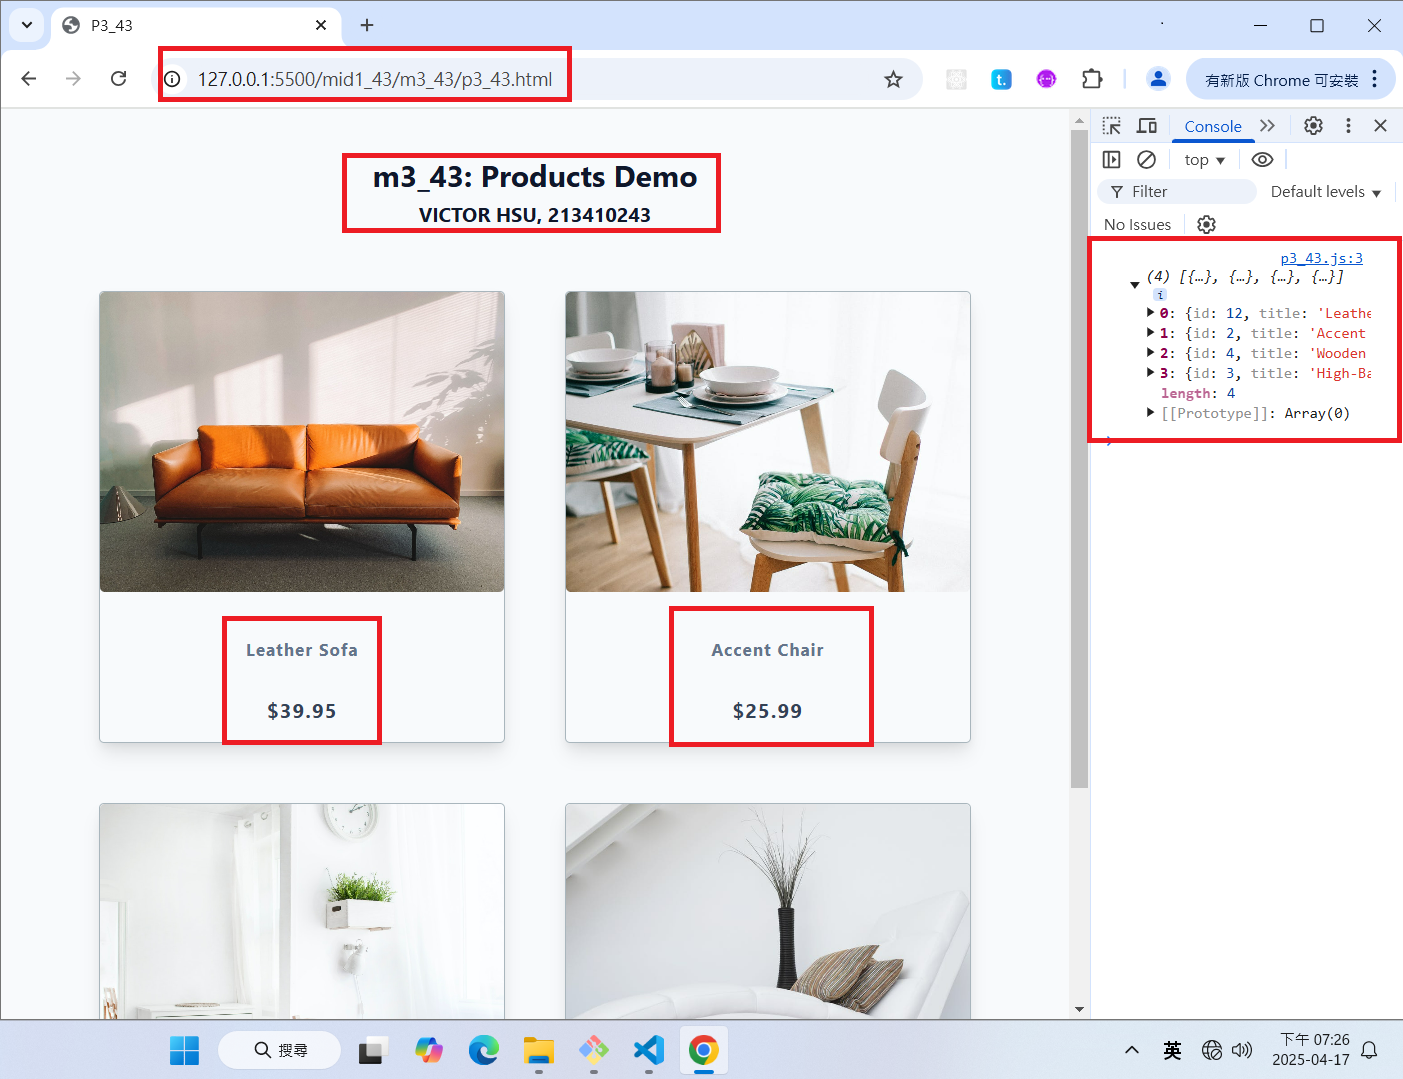 P3_43
127.0.0.1:5500/mid1_43/m3_43/p3_43.html
有新版 Chrome 可安裝
m3_43: Products Demo
VICTOR HSU, 213410243
Leather Sofa
$39.95
Accent Chair
$25.99
Console
top
Filter
Default levels
No Issues
p3_43.js:3
(4) [{…}, {…}, {…}, {…}]
i
0: {id: 12, title: 'Leathe
1: {id: 2, title: 'Accent
2: {id: 4, title: 'Wooden
3: {id: 3, title: 'High-Ba
length: 4
[[Prototype]]: Array(0)
搜尋
英
下午 07:26
2025-04-17